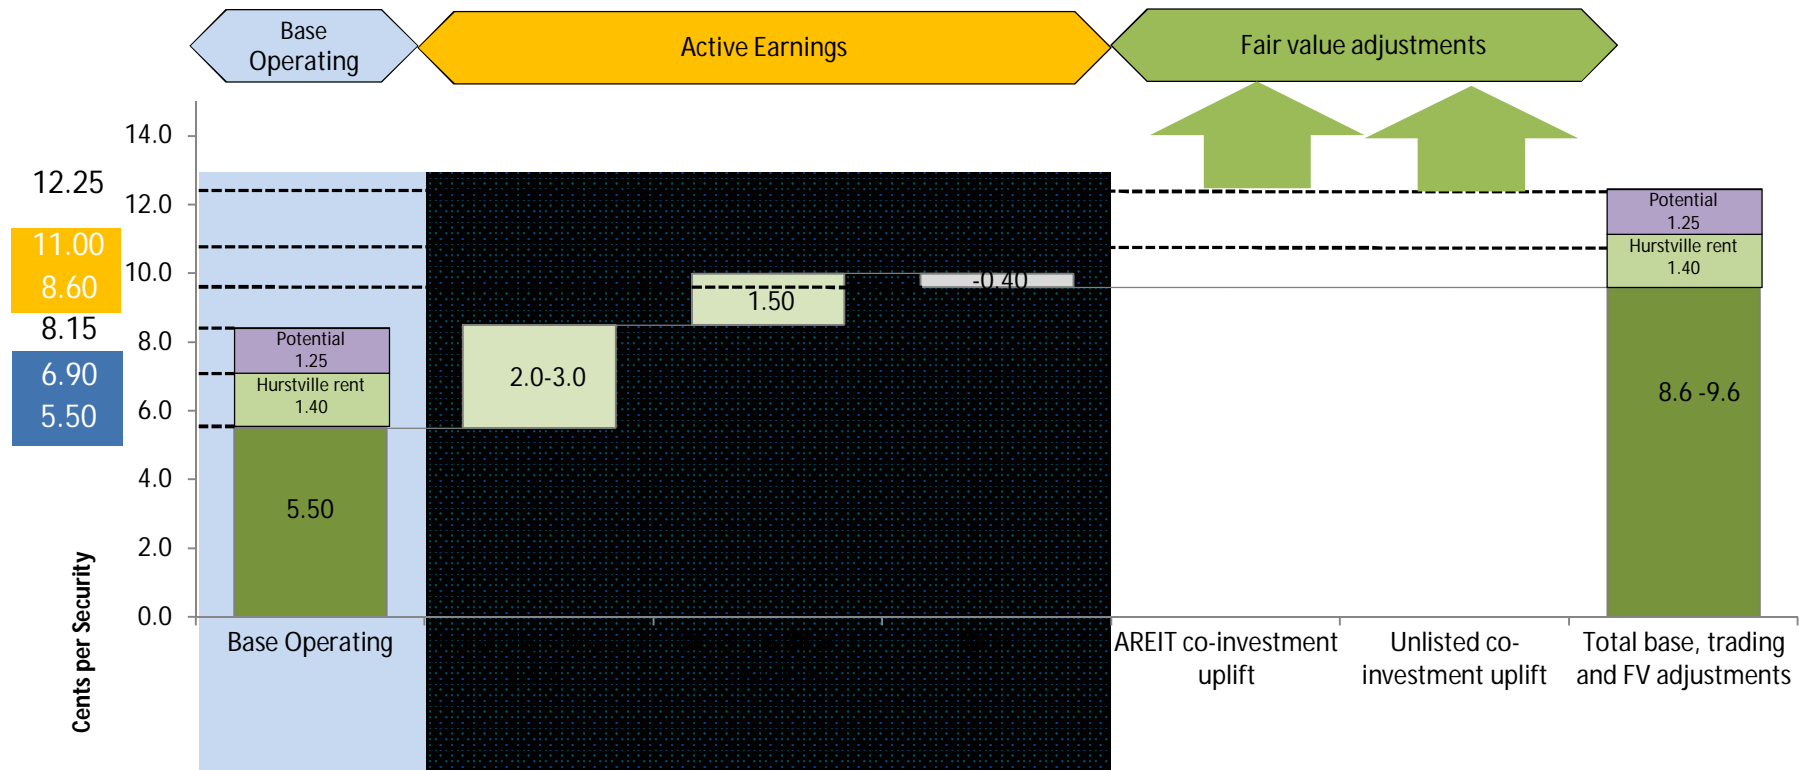 Base
Operating
Active Earnings
Fair value adjustments
14.0
12.25
12.0
11.00
10.0
8.60
8.15
8.0
6.90
6.0
5.50
4.0
2.0
0.0
Cents per Security
Potential
1.25
Hurstville rent
1.40
5.50
2.0-3.0
1.50
-0.40
Potential
1.25
Hurstville rent
1.40
8.6 -9.6
Base Operating
AREIT co-investment
uplift
Unlisted co-
investment uplift
Total base, trading
and FV adjustments